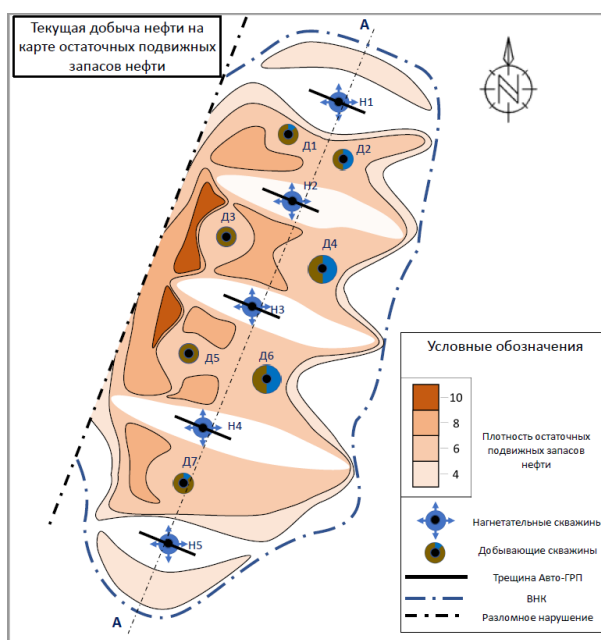 Текущая добыча нефти на
карте остаточных подвижных
запасов нефти
А
N
Н1
Д1
Д2
Н2
Д3
Д4
Н3
Д5
Д6
Н4
Д7
Н5
А
Условные обозначения
10
8
6
4
Плотность остаточных
подвижных запасов
нефти
Нагнетательные скважины
Добывающие скважины
Трещина Авто-ГРП
ВНК
Разломное нарушение